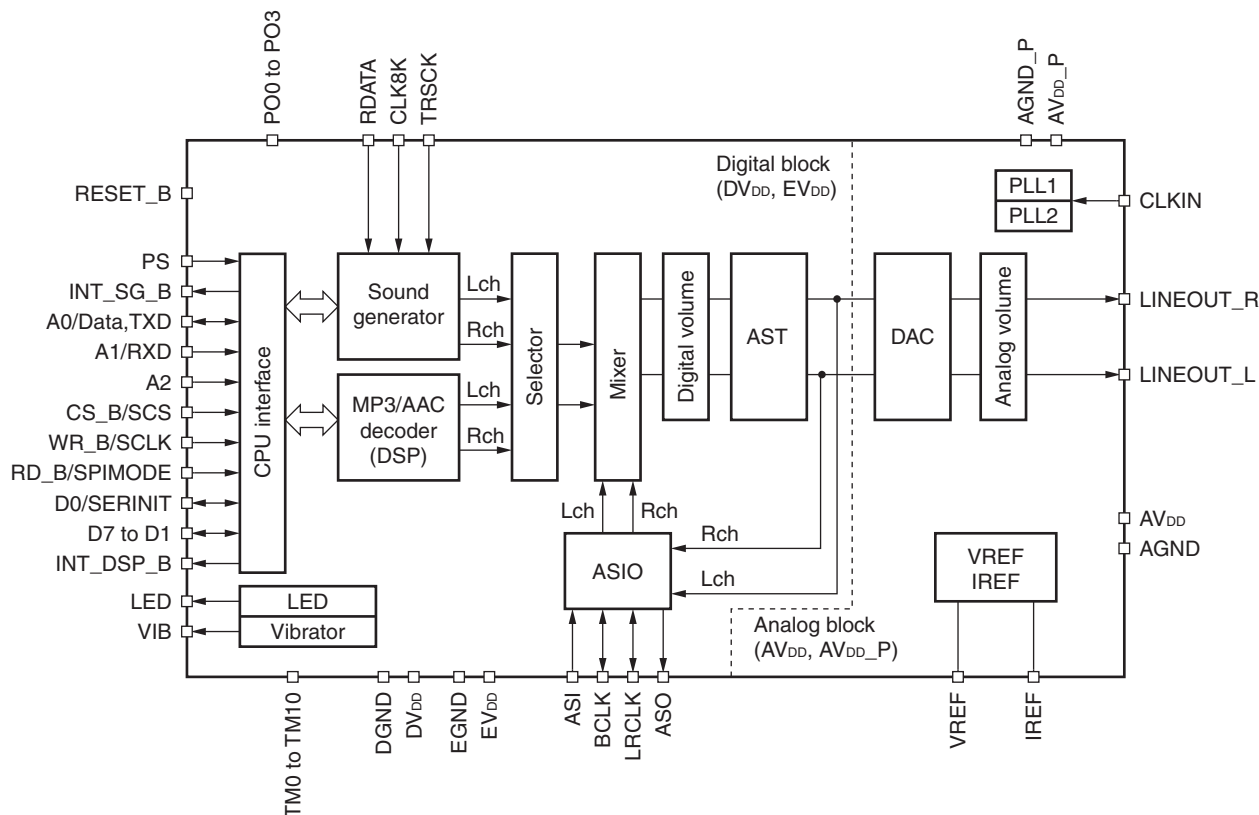 PO0 to PO3
RDATA
CLK8K
TRSCK
AGND_P
AVDD_P
RESET_B
Digital block
(DVDD, EVDD)
PLL1
PLL2
CLKIN
PS
INT_SG_B
A0/Data,TXD
A1/RXD
A2
CS_B/SCS
WR_B/SCLK
RD_B/SPIMODE
D0/SERINIT
D7 to D1
INT_DSP_B
LED
VIB
CPU interface
Sound
generator
Lch
Rch
MP3/AAC
decoder
(DSP)
Lch
Rch
Selector
Mixer
Digital volume
AST
DAC
Analog volume
LINEOUT_R
LINEOUT_L
Lch
Rch
Rch
Lch
ASIO
AVDD
AGND
VREF
IREF
LED
Vibrator
Analog block
(AVDD, AVDD_P)
TM0 to TM10
DGND
DVDD
EGND
EVDD
ASI
BCLK
LRCLK
ASO
VREF
IREF